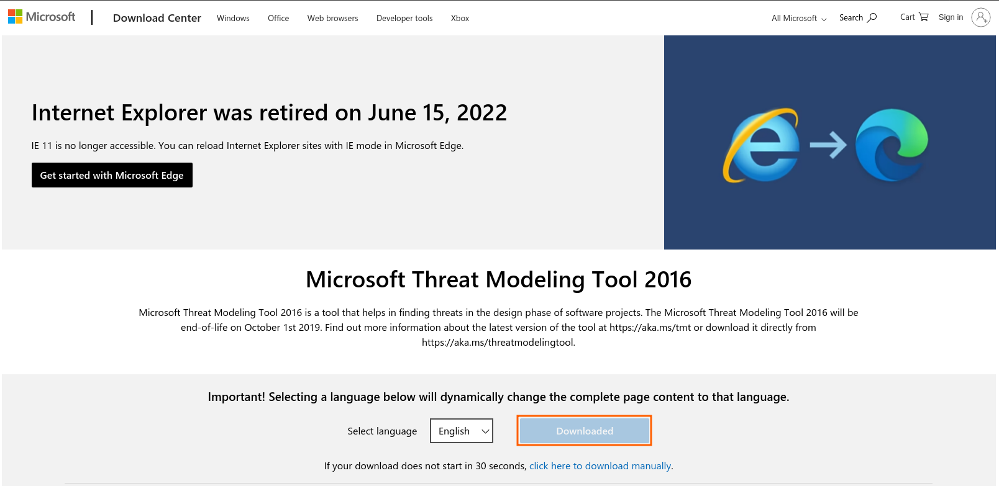 Microsoft Download Center Windows Office Web browsers Developer tools Xbox All Microsoft Search Cart Sign in
Internet Explorer was retired on June 15, 2022
IE 11 is no longer accessible. You can reload Internet Explorer sites with IE mode in Microsoft Edge.
Get started with Microsoft Edge
Microsoft Threat Modeling Tool 2016
Microsoft Threat Modeling Tool 2016 is a tool that helps in finding threats in the design phase of software projects. The Microsoft Threat Modeling Tool 2016 will be
end-of-life on October 1st 2019. Find out more information about the latest version of the tool at https://aka.ms/tmt or download it directly from
https://aka.ms/threatmodelingtool.
Important! Selecting a language below will dynamically change the complete page content to that language.
Select language English Downloaded
If your download does not start in 30 seconds, click here to download manually.